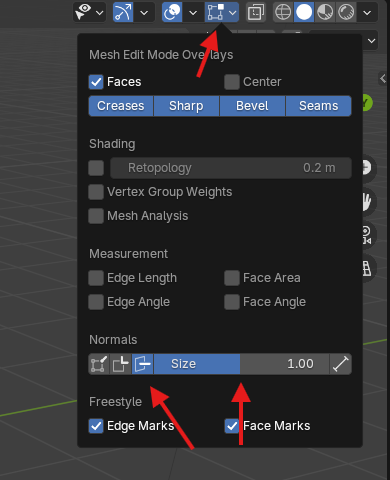 Mesh Edit Mode Overlays
Faces Center
Creases Sharp Bevel Seams
Shading
Retopology 0.2 m
Vertex Group Weights
Mesh Analysis
Measurement
Edge Length Face Area
Edge Angle Face Angle
Normals
Size 1.00
Freestyle
Edge Marks Face Marks